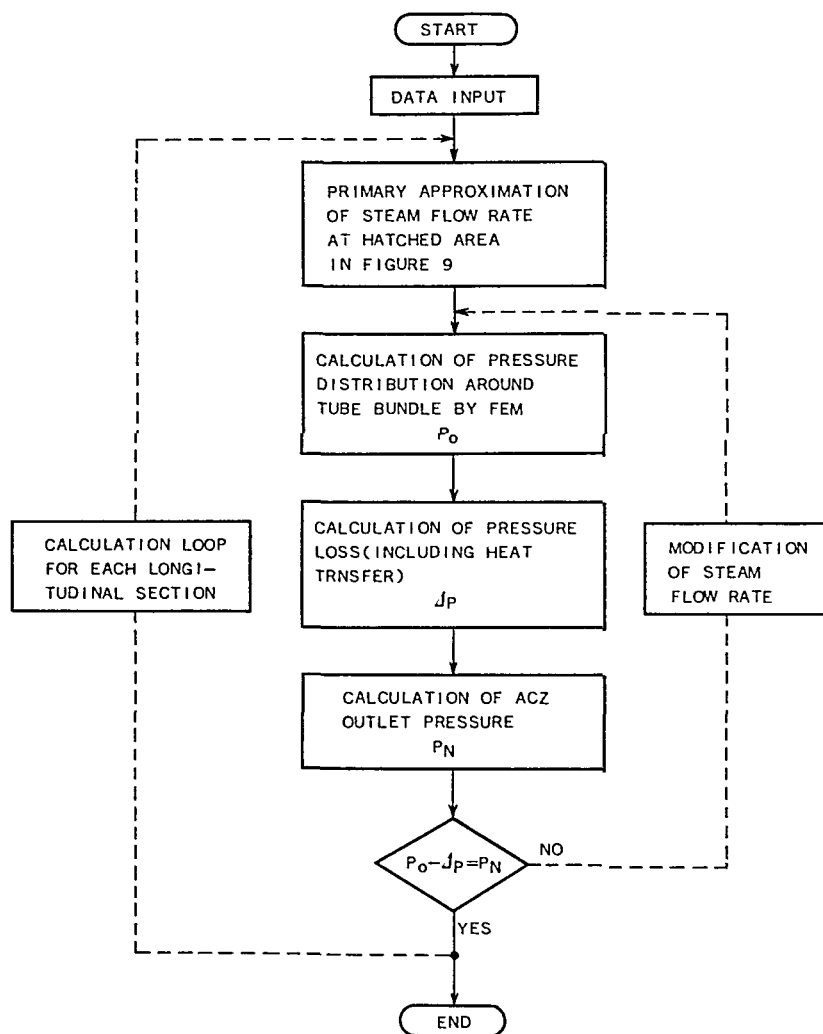 START
DATA INPUT
PRIMARY APPROXIMATION
OF STEAM FLOW RATE
AT HATCHED AREA
IN FIGURE 9
CALCULATION OF PRESSURE
DISTRIBUTION AROUND
TUBE BUNDLE BY FEM
Po
CALCULATION OF PRESSURE
LOSS(INCLUDING HEAT
TRNSFER)
ΔP
CALCULATION OF ACZ
OUTLET PRESSURE
PN
CALCULATION LOOP
FOR EACH LONGI-
TUDINAL SECTION
MODIFICATION
OF STEAM
FLOW RATE
Po-ΔP=PN
NO
YES
END